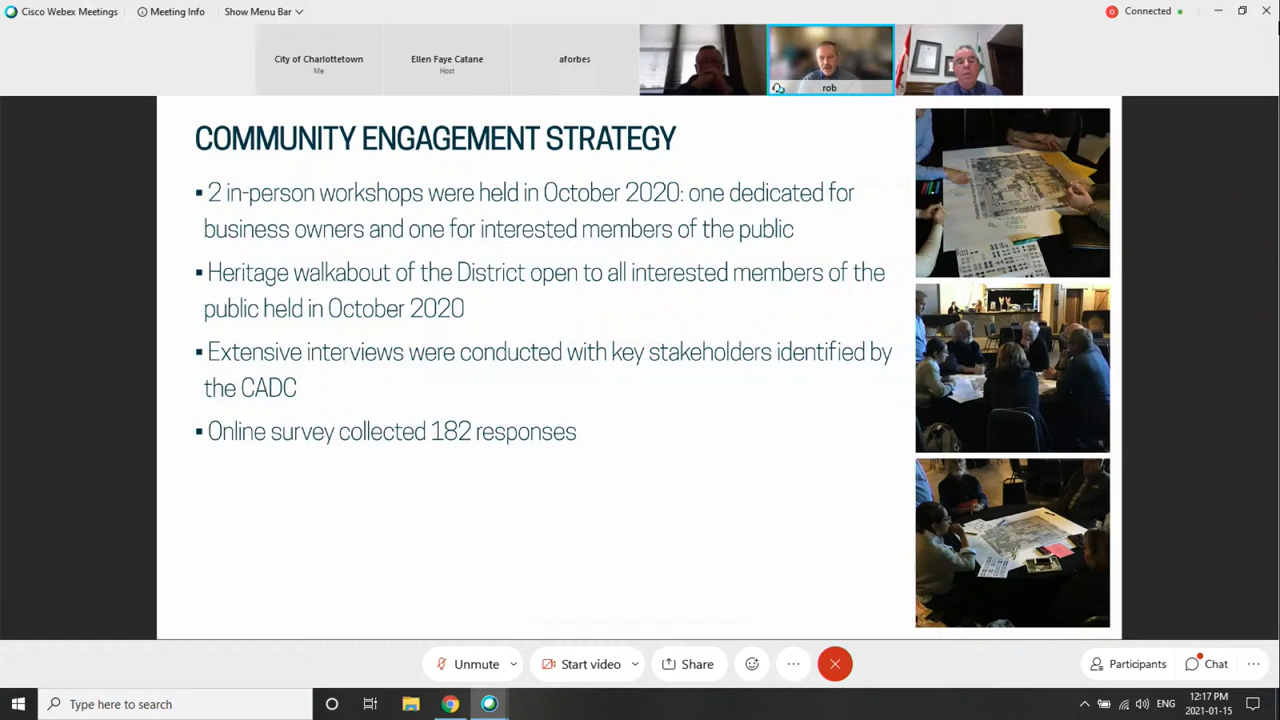 Cisco Webex Meetings
Meeting Info
Show Menu Bar
Connected
City of Charlottetown
Me
Ellen Faye Catane
Host
aforbes
rob
COMMUNITY ENGAGEMENT STRATEGY
▪ 2 in-person workshops were held in October 2020: one dedicated for
business owners and one for interested members of the public
▪ Heritage walkabout of the District open to all interested members of the
public held in October 2020
▪ Extensive interviews were conducted with key stakeholders identified by
the CADC
▪ Online survey collected 182 responses
Unmute
Start video
Share
Participants
Chat
Type here to search
ENG
12:17 PM
2021-01-15